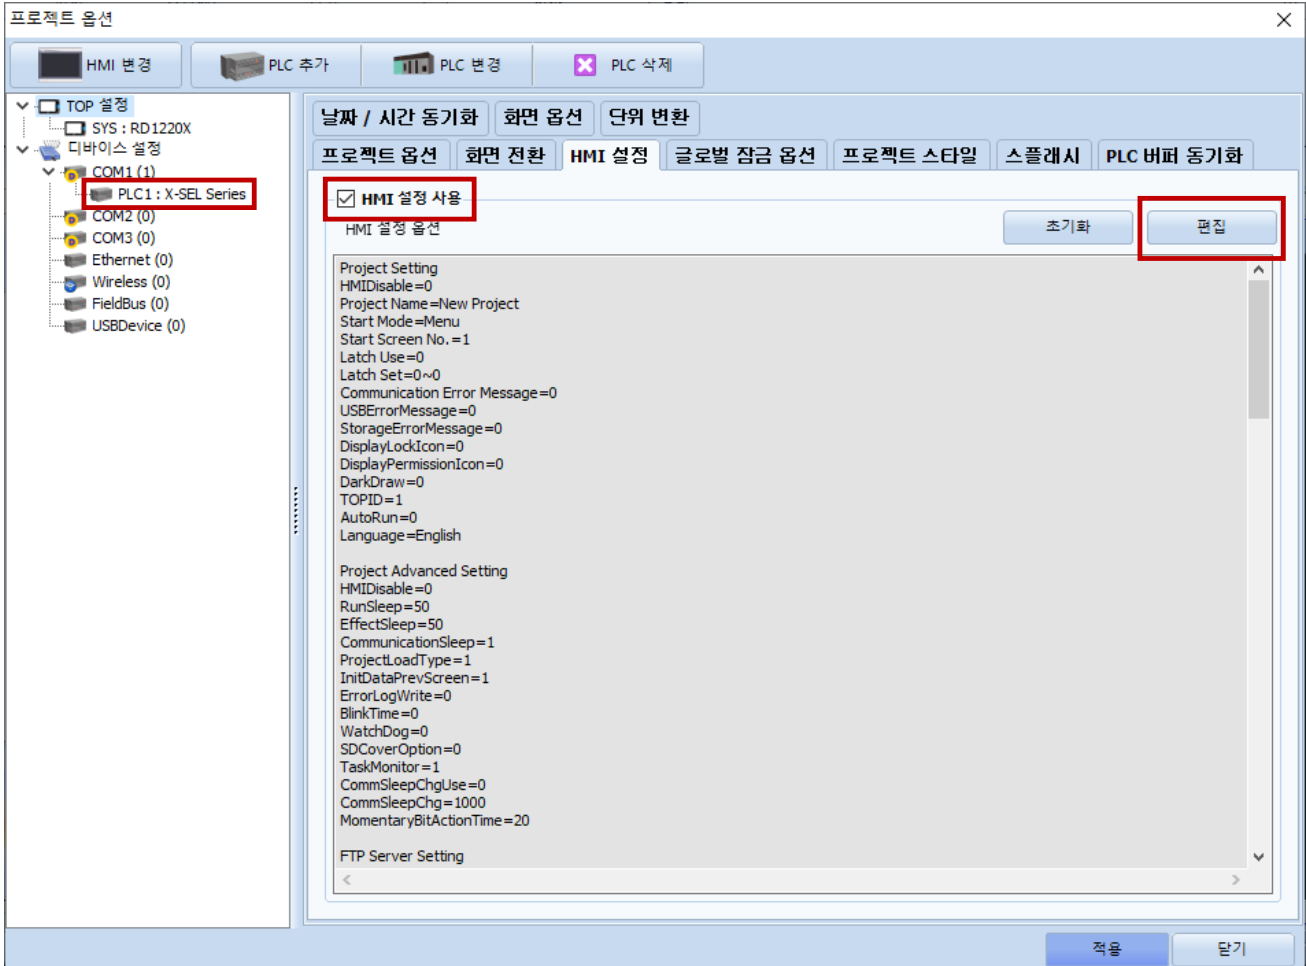 프로젝트 옵션
HMI 변경
PLC 추가
PLC 변경
PLC 삭제
TOP 설정
SYS : RD1220X
디바이스 설정
COM1 (1)
PLC1 : X-SEL Series
COM2 (0)
COM3 (0)
Ethernet (0)
Wireless (0)
FieldBus (0)
USBDevice (0)
날짜 / 시간 동기화 화면 옵션 단위 변환
프로젝트 옵션 화면 전환 HMI 설정 글로벌 잠금 옵션 프로젝트 스타일 스플래시 PLC 버퍼 동기화
HMI 설정 사용
HMI 설정 옵션
초기화
편집
Project Setting
HMIDisable=0
Project Name=New Project
Start Mode=Menu
Start Screen No.=1
Latch Use=0
Latch Set=0~0
Communication Error Message=0
USBErrorMessage=0
StorageErrorMessage=0
DisplayLockIcon=0
DisplayPermissionIcon=0
DarkDraw=0
TOPID=1
AutoRun=0
Language=English
Project Advanced Setting
HMIDisable=0
RunSleep=50
EffectSleep=50
CommunicationSleep=1
ProjectLoadType=1
InitDataPrevScreen=1
ErrorLogWrite=0
BlinkTime=0
WatchDog=0
SDCoverOption=0
TaskMonitor=1
CommSleepChgUse=0
CommSleepChg=1000
MomentaryBitActionTime=20
FTP Server Setting
적용
닫기